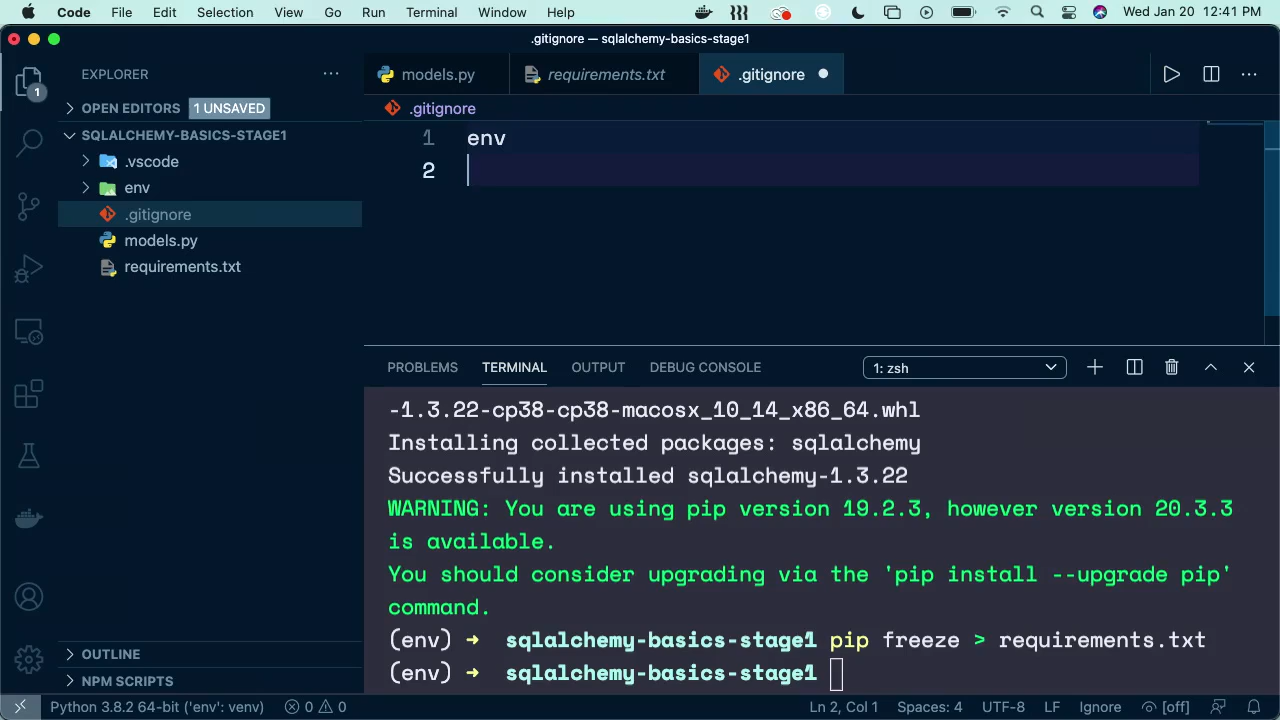 Code File Edit Selection View Go Run Terminal Window Help Wed Jan 20 12:41 PM
.gitignore — sqlalchemy-basics-stage1
EXPLORER
1
models.py
requirements.txt
.gitignore
OPEN EDITORS 1 UNSAVED
.gitignore
SQLALCHEMY-BASICS-STAGE1
.vscode
env
.gitignore
models.py
requirements.txt
1 env
2
PROBLEMS TERMINAL OUTPUT DEBUG CONSOLE 1: zsh
-1.3.22-cp38-cp38-macosx_10_14_x86_64.whl
Installing collected packages: sqlalchemy
Successfully installed sqlalchemy-1.3.22
WARNING: You are using pip version 19.2.3, however version 20.3.3
is available.
You should consider upgrading via the 'pip install --upgrade pip'
command.
(env) ➜ sqlalchemy-basics-stage1 pip freeze > requirements.txt
(env) ➜ sqlalchemy-basics-stage1
OUTLINE
NPM SCRIPTS
Python 3.8.2 64-bit ('env': venv) 0 0 Ln 2, Col 1 Spaces: 4 UTF-8 LF Ignore [off]